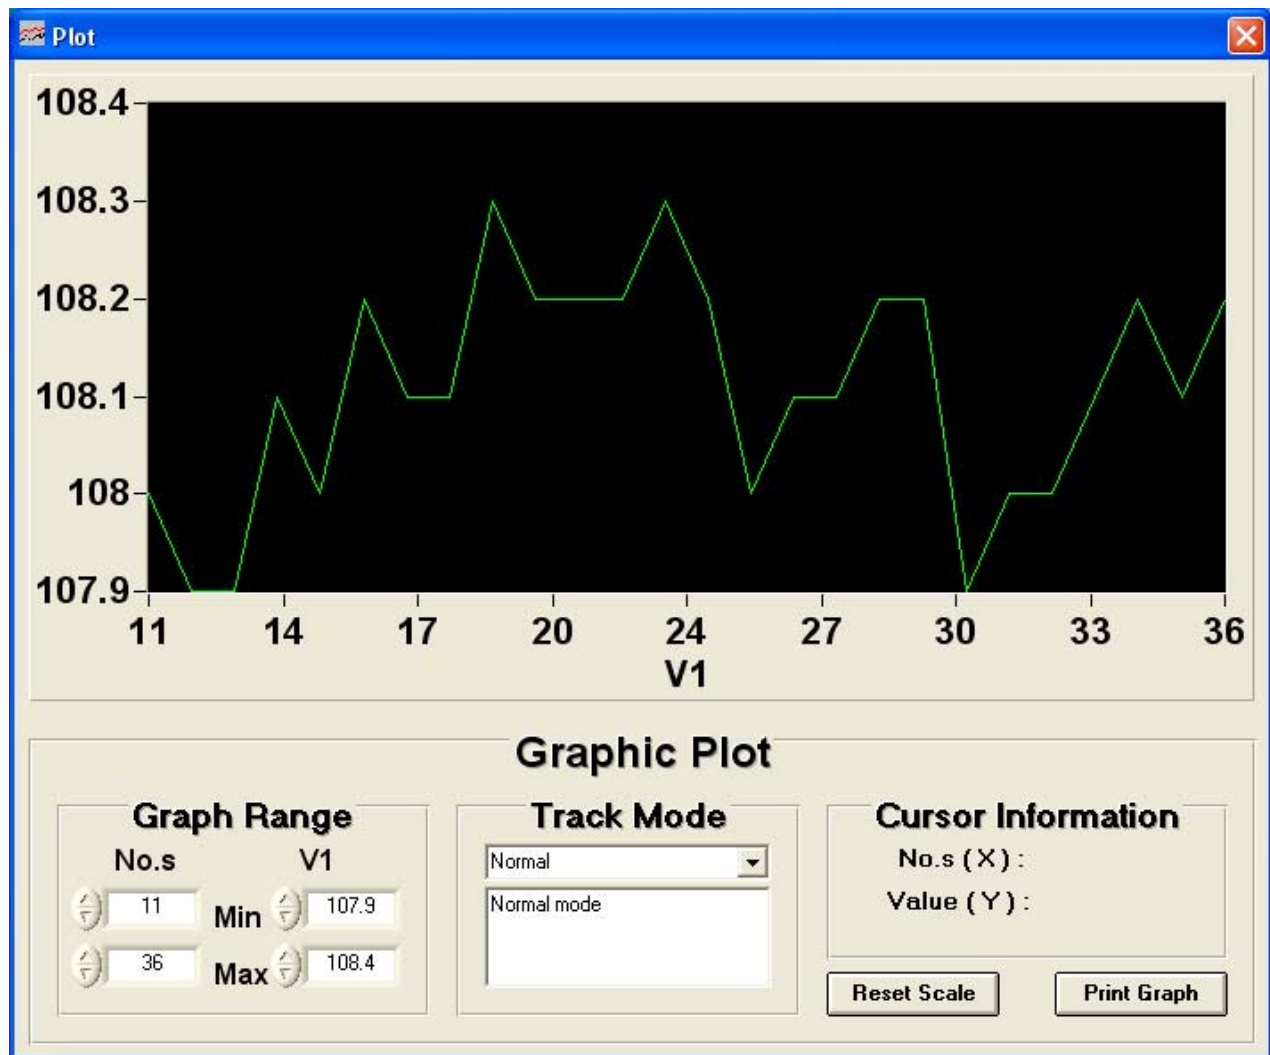 Plot
108.4
108.3
108.2
108.1
108
107.9
11 14 17 20 24 27 30 33 36
V1
Graphic Plot
Graph Range
No.s V1
11 Min 107.9
36 Max 108.4
Track Mode
Normal
Normal mode
Cursor Information
No.s ( X ) :
Value ( Y ) :
Reset Scale Print Graph